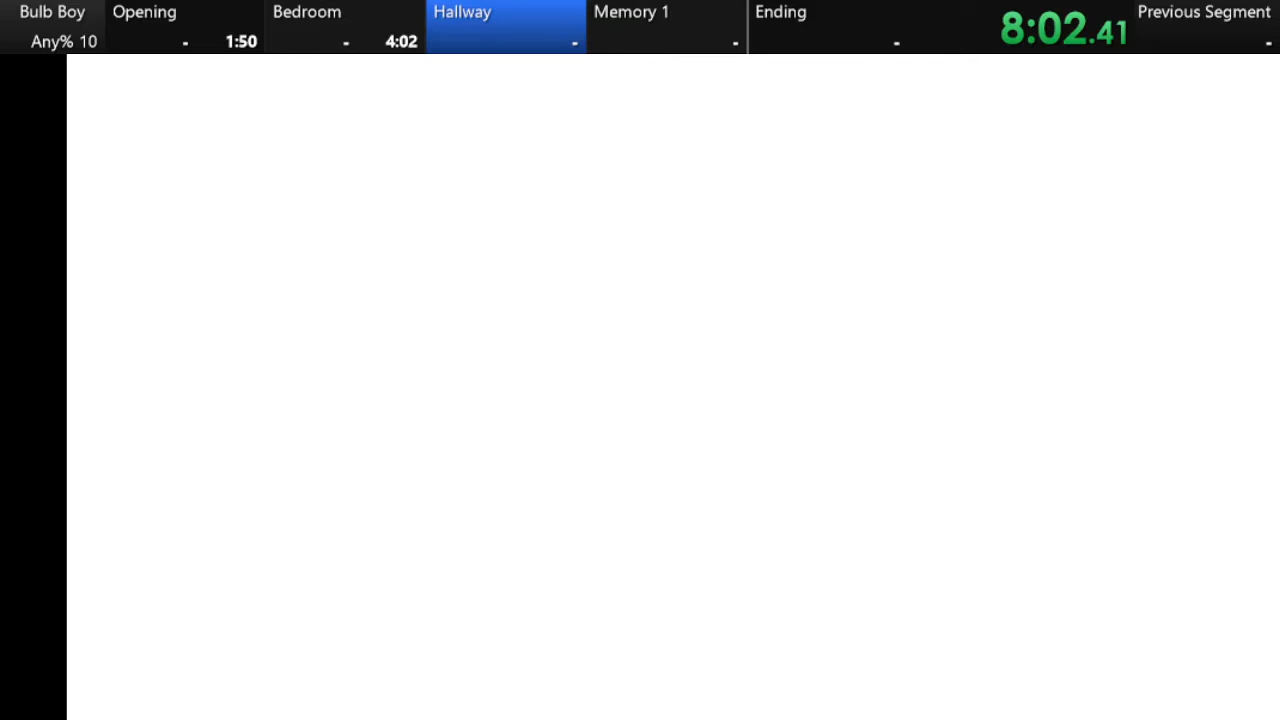 Bulb Boy
Any% 10
Opening
- 1:50
Bedroom
- 4:02
Hallway
-
Memory 1
-
Ending
-
8:02.41
Previous Segment
-